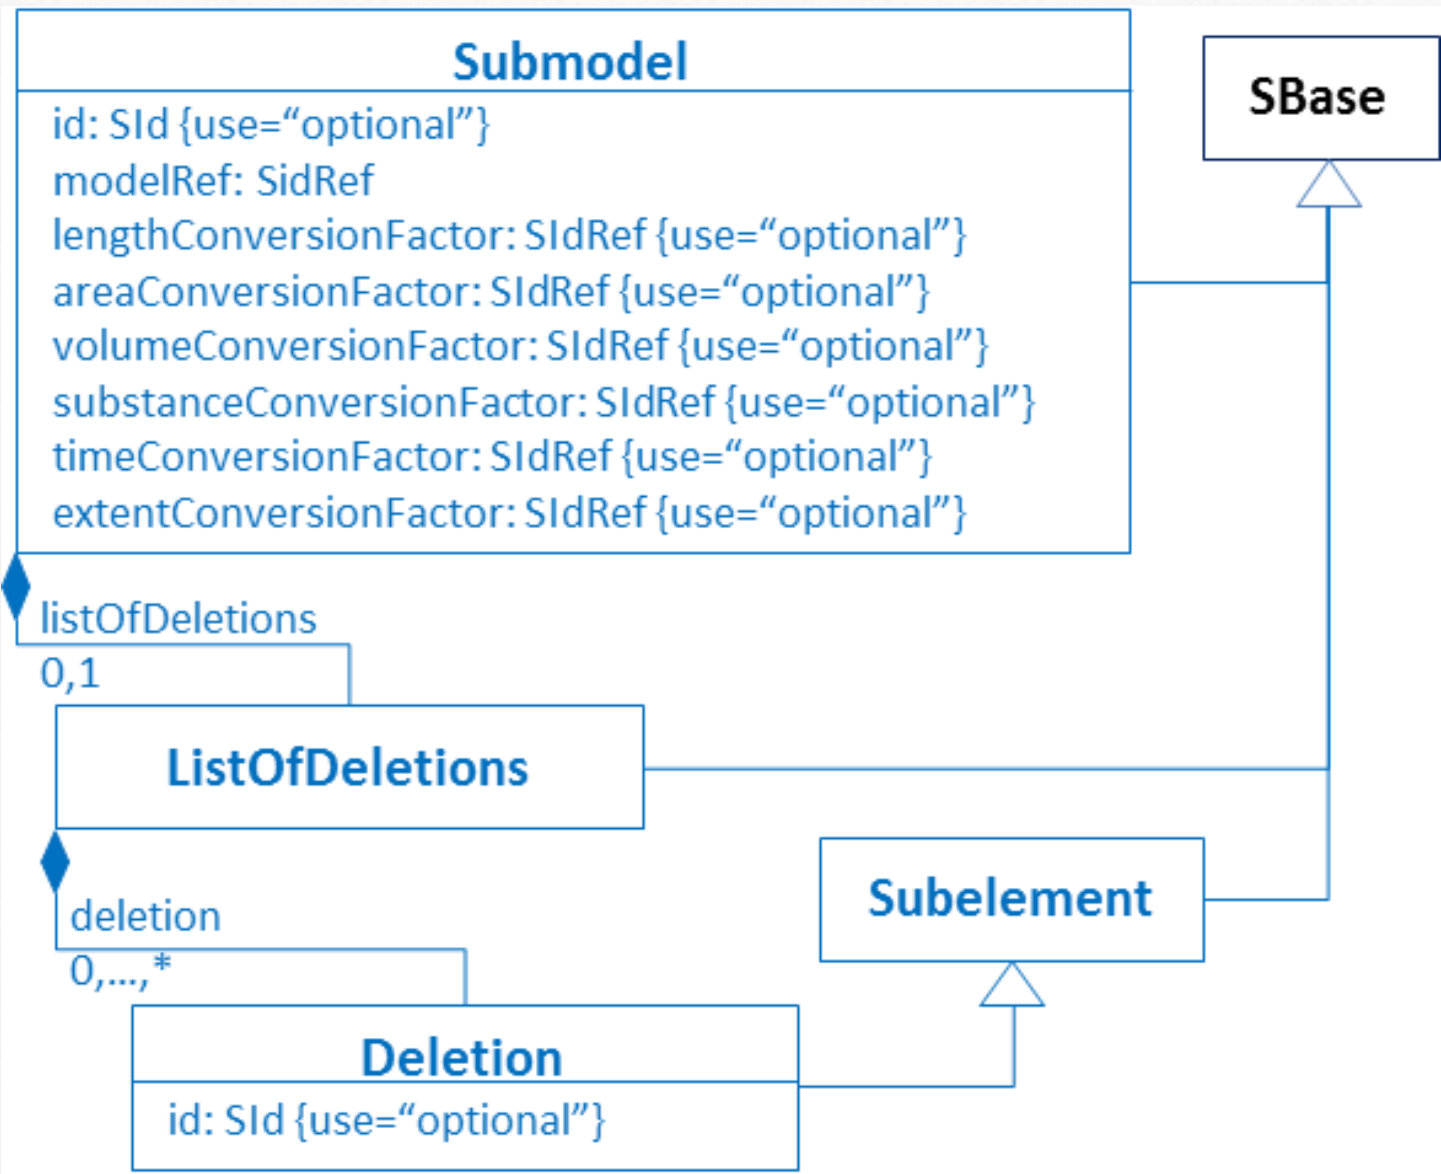 Submodel
id: SId {use=“optional”}
modelRef: SidRef
lengthConversionFactor: SIdRef {use=“optional”}
areaConversionFactor: SIdRef {use=“optional”}
volumeConversionFactor: SIdRef {use=“optional”}
substanceConversionFactor: SIdRef {use=“optional”}
timeConversionFactor: SIdRef {use=“optional”}
extentConversionFactor: SIdRef {use=“optional”}
SBase
listOfDeletions
0,1
ListOfDeletions
Subelement
deletion
0,…,*
Deletion
id: SId {use=“optional”}